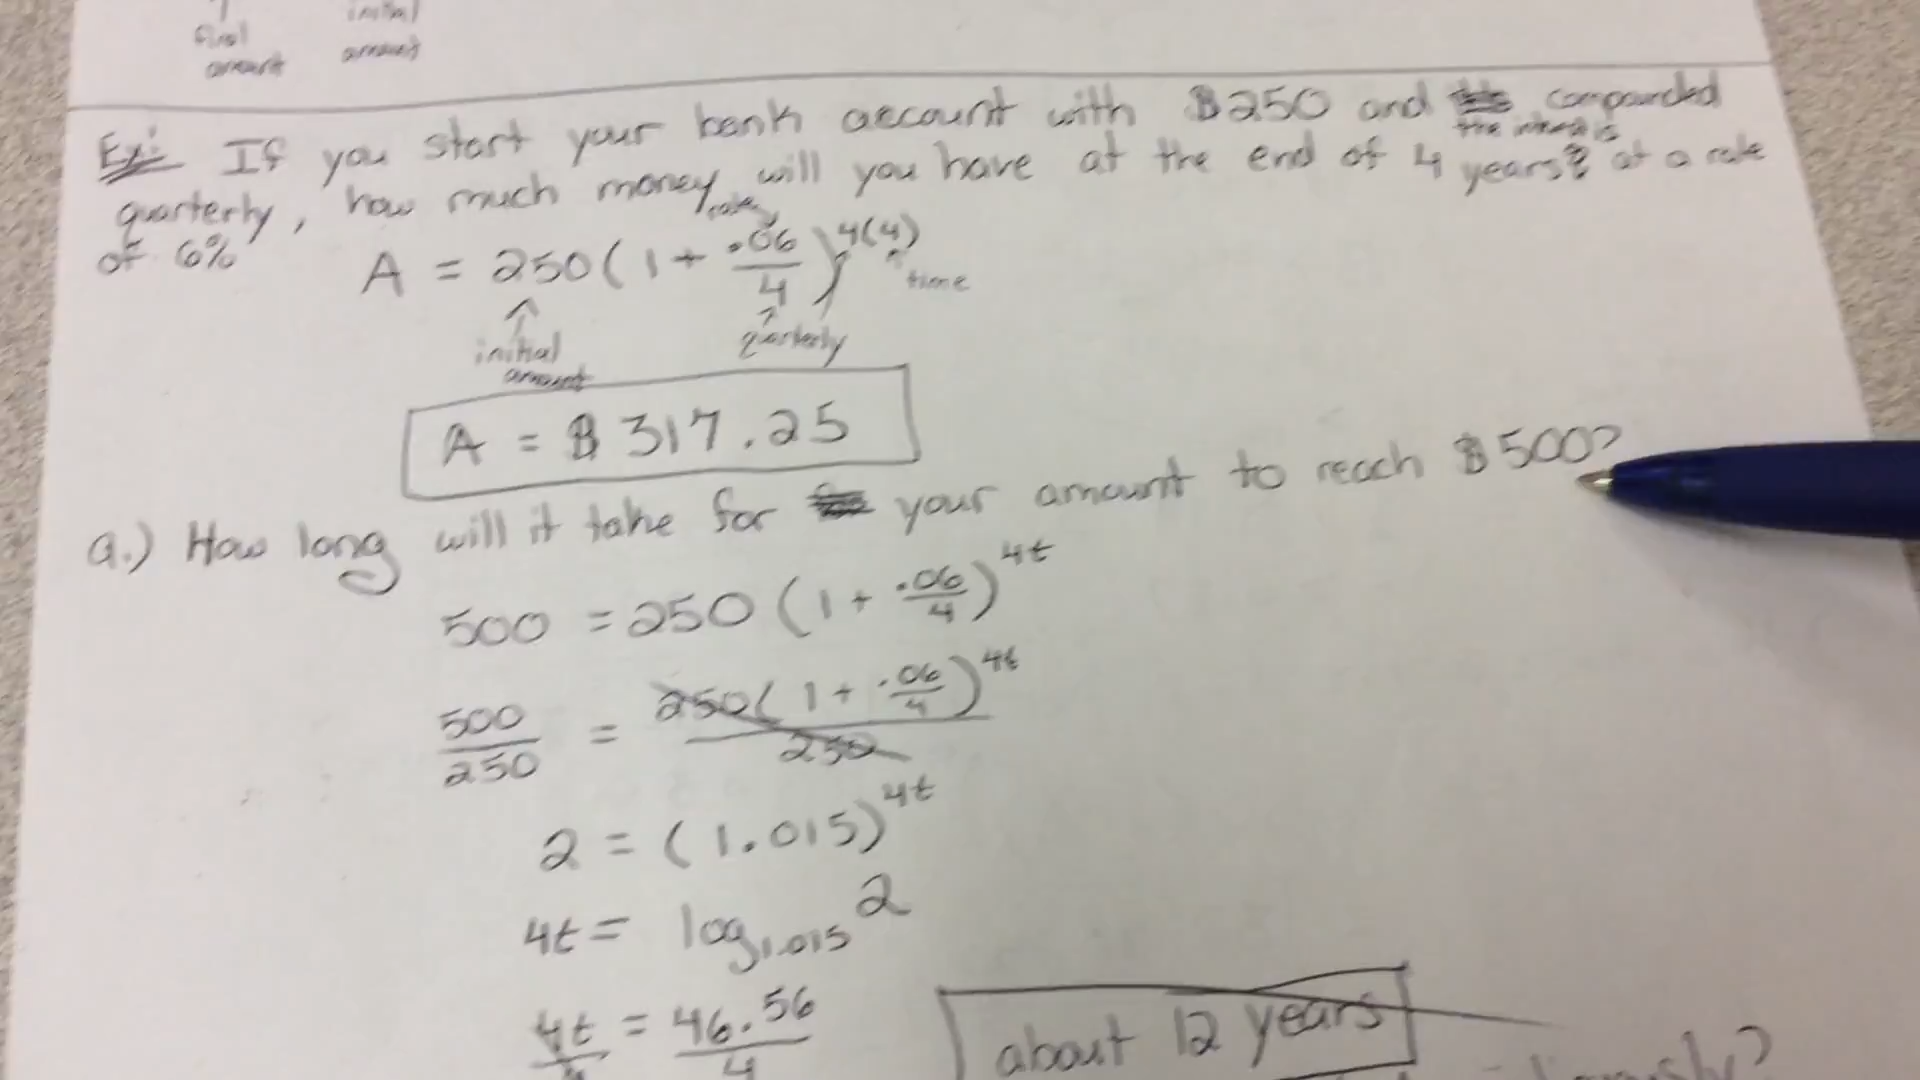 final initial
amount amount
Ex: If you start your bank account with $250 and the interest is compounded
quarterly, how much money will you have at the end of 4 years? at a rate
of 6%
rate
A = 250(1 + .06/4)^4(4)
time
initial amount
quarterly
A = $317.25
a.) How long will it take for your amount to reach $500?
500 = 250(1 + .06/4)^4t
500/250 = 250(1 + .06/4)^4t/250
2 = (1.015)^4t
4t = log1.015 2
4t/4 = 46.56/4
about 12 years